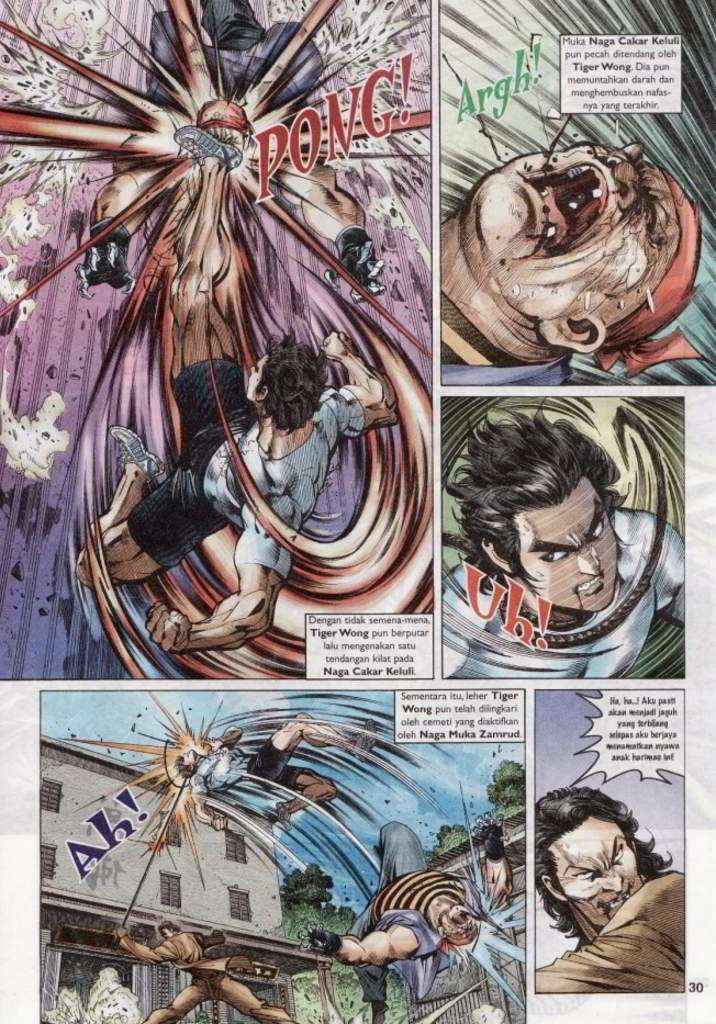 PONG!
Dengan tidak semena-mena,
Tiger Wong pun berputar
lalu mengenakan satu
tendangan kilat pada
Naga Cakar Keluli.
Muka Naga Cakar Keluli
pun pecah ditendang oleh
Tiger Wong. Dia pun
memuntahkan darah dan
menghembuskan nafas-
nya yang terakhir.
Argh!
Uh!
Sementara itu, leher Tiger
Wong pun telah dilingkari
oleh cemeti yang diaktifkan
oleh Naga Muka Zamrud.
Ah!
Ha, ha..! Aku pasti
akan menjadi jaguh
yang terbilang
selepas aku berjaya
menamatkan nyawa
anak harimau ini!
30